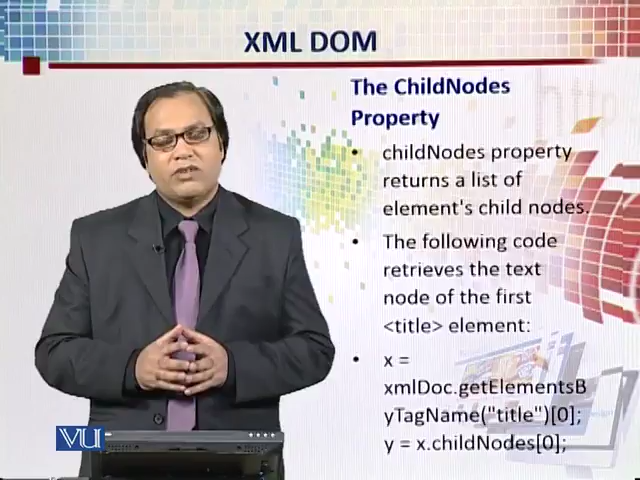 XML DOM
The ChildNodes
Property
• childNodes property
returns a list of
element's child nodes.
• The following code
retrieves the text
node of the first
<title> element:
• x =
xmlDoc.getElementsB
yTagName("title")[0];
y = x.childNodes[0];
VU
http